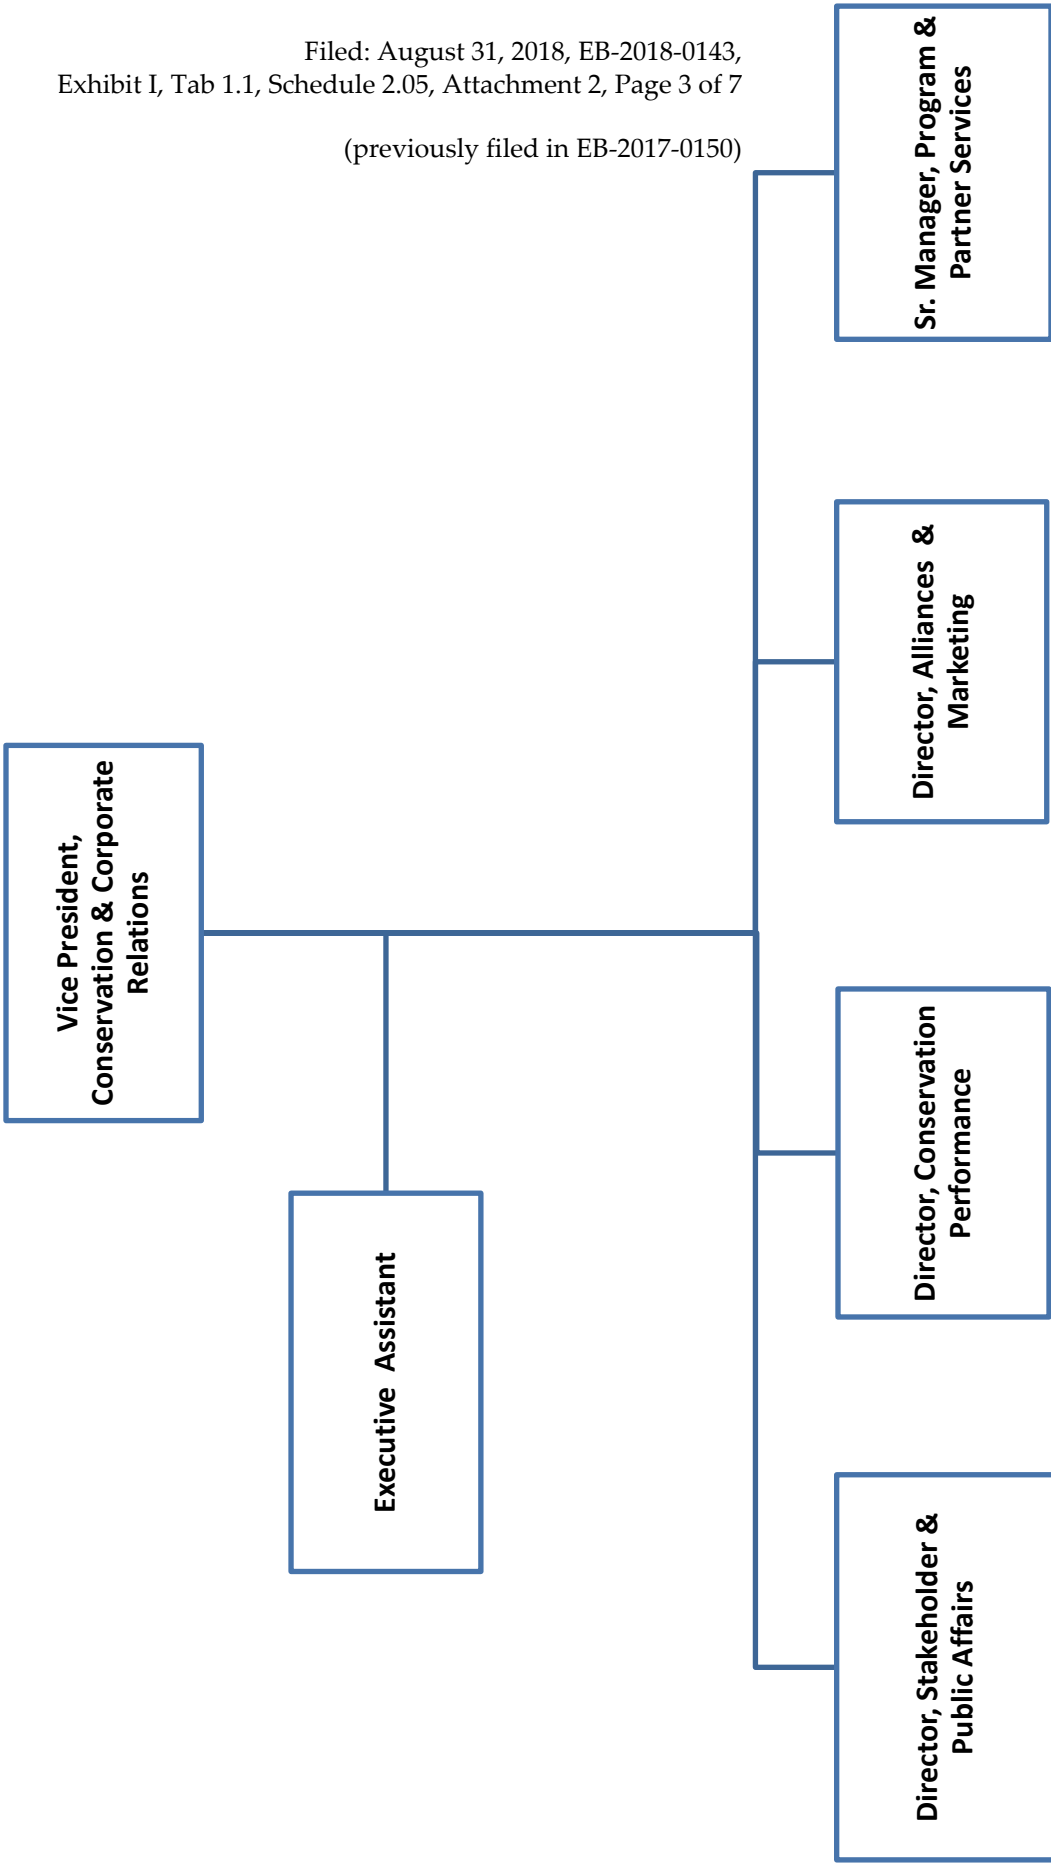 Filed: August 31, 2018, EB-2018-0143,
Exhibit I, Tab 1.1, Schedule 2.05, Attachment 2, Page 3 of 7
(previously filed in EB-2017-0150)
Vice President,
Conservation & Corporate
Relations
Executive Assistant
Director, Stakeholder &
Public Affairs
Director, Conservation
Performance
Director, Alliances &
Marketing
Sr. Manager, Program &
Partner Services